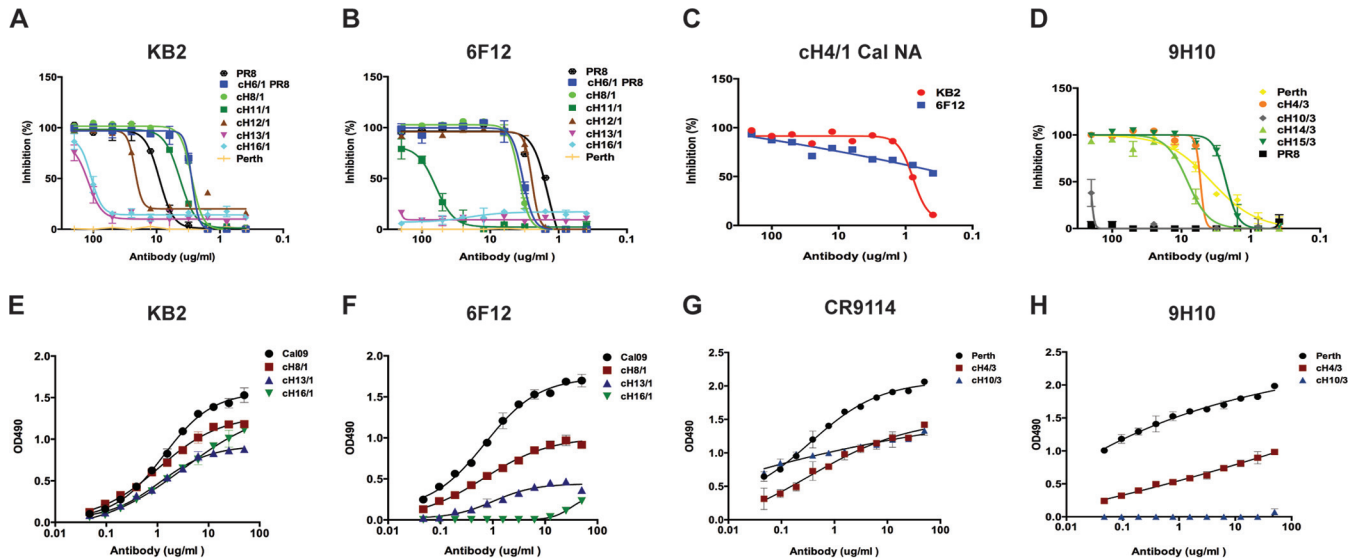 A
KB2
Inhibition (%)
150
100
50
0
100
10
1
0.1
Antibody (ug/ml )
PR8
cH6/1 PR8
cH8/1
cH11/1
cH12/1
cH13/1
cH16/1
Perth
B
6F12
Inhibition (%)
150
100
50
0
100
10
1
0.1
Antibody (ug/ml )
PR8
cH6/1 PR8
cH8/1
cH11/1
cH12/1
cH13/1
cH16/1
Perth
C
cH4/1 Cal NA
Inhibition (%)
150
100
50
0
100
10
1
0.1
Antibody (ug/ml )
KB2
6F12
D
9H10
Inhibition (%)
150
100
50
0
100
10
1
0.1
Antibody (ug/ml )
Perth
cH4/3
cH10/3
cH14/3
cH15/3
PR8
E
KB2
OD490
2.0
1.5
1.0
0.5
0.0
0.01
0.1
1
10
100
Antibody (ug/ml )
Cal09
cH8/1
cH13/1
cH16/1
F
6F12
OD490
2.0
1.5
1.0
0.5
0.0
0.01
0.1
1
10
100
Antibody (ug/ml )
Cal09
cH8/1
cH13/1
cH16/1
G
CR9114
OD490
2.5
2.0
1.5
1.0
0.5
0.0
0.01
0.1
1
10
100
Antibody (ug/ml )
Perth
cH4/3
cH10/3
H
9H10
OD490
2.5
2.0
1.5
1.0
0.5
0.0
0.01
0.1
1
10
100
Antibody (ug/ml )
Perth
cH4/3
cH10/3